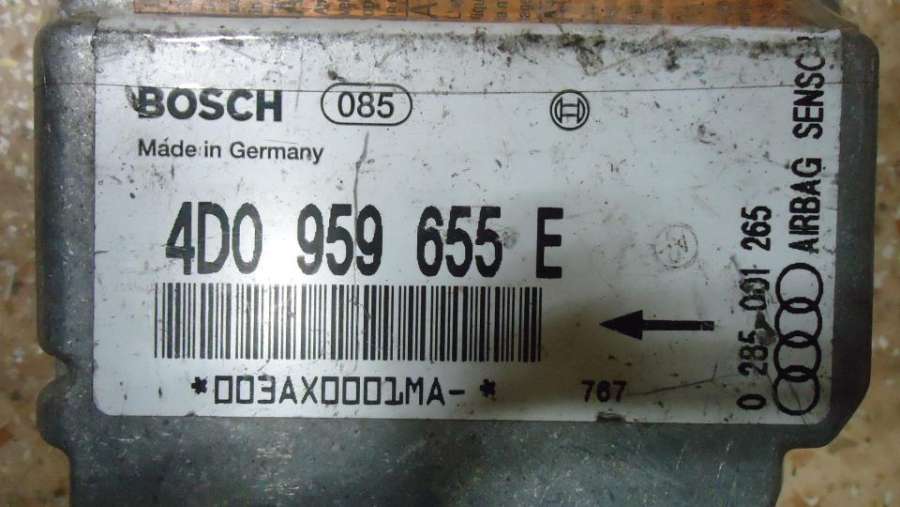 BOSCH 085
Made in Germany
4D0 959 655 E
*003AX0001MA-*
767
0 285 001 265
AIRBAG SENSO